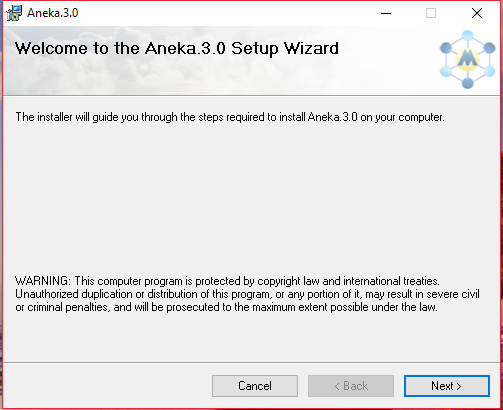 Aneka.3.0
Welcome to the Aneka.3.0 Setup Wizard
The installer will guide you through the steps required to install Aneka.3.0 on your computer.
WARNING: This computer program is protected by copyright law and international treaties.
Unauthorized duplication or distribution of this program, or any portion of it, may result in severe civil
or criminal penalties, and will be prosecuted to the maximum extent possible under the law.
Cancel
< Back
Next >